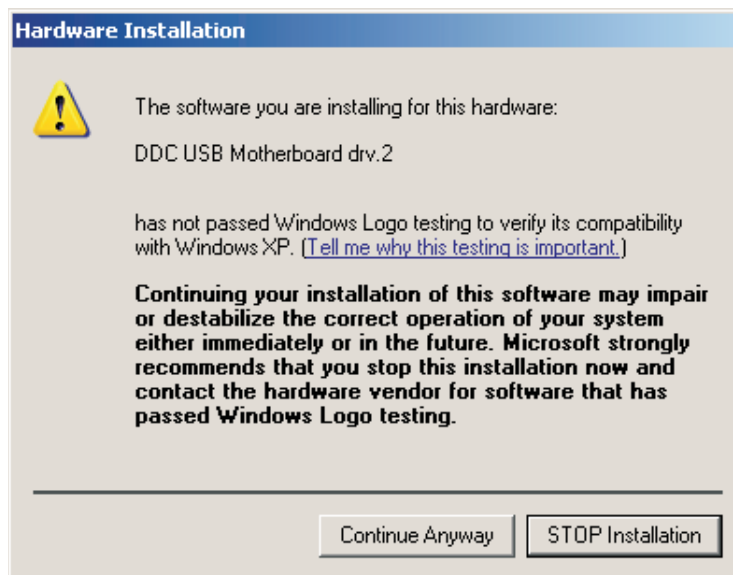 Hardware Installation
The software you are installing for this hardware:
DDC USB Motherboard drv.2
has not passed Windows Logo testing to verify its compatibility
with Windows XP. (Tell me why this testing is important.)
Continuing your installation of this software may impair
or destabilize the correct operation of your system
either immediately or in the future. Microsoft strongly
recommends that you stop this installation now and
contact the hardware vendor for software that has
passed Windows Logo testing.
Continue Anyway
STOP Installation